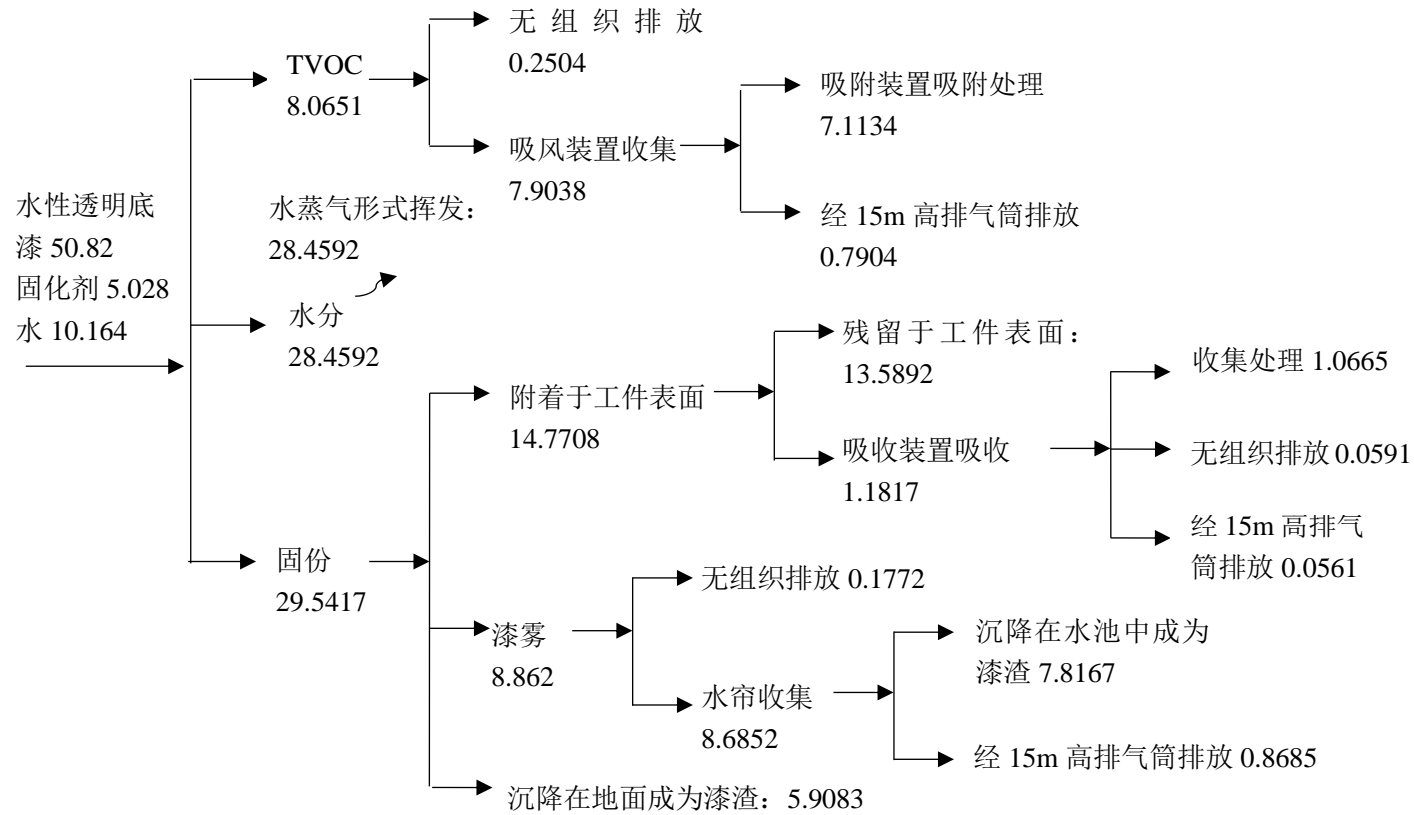 无组织排放
0.2504
TVOC
8.0651
吸附装置吸附处理
7.1134
吸风装置收集
7.9038
水性透明底
漆 50.82
固化剂 5.028
水 10.164
水蒸气形式挥发：
28.4592
经 15m 高排气筒排放
0.7904
水分
28.4592
残留于工件表面：
13.5892
收集处理 1.0665
附着于工件表面
14.7708
吸收装置吸收
1.1817
无组织排放 0.0591
经 15m 高排气
筒排放 0.0561
固份
29.5417
无组织排放 0.1772
漆雾
8.862
沉降在水池中成为
漆渣 7.8167
水帘收集
8.6852
经 15m 高排气筒排放 0.8685
沉降在地面成为漆渣：5.9083